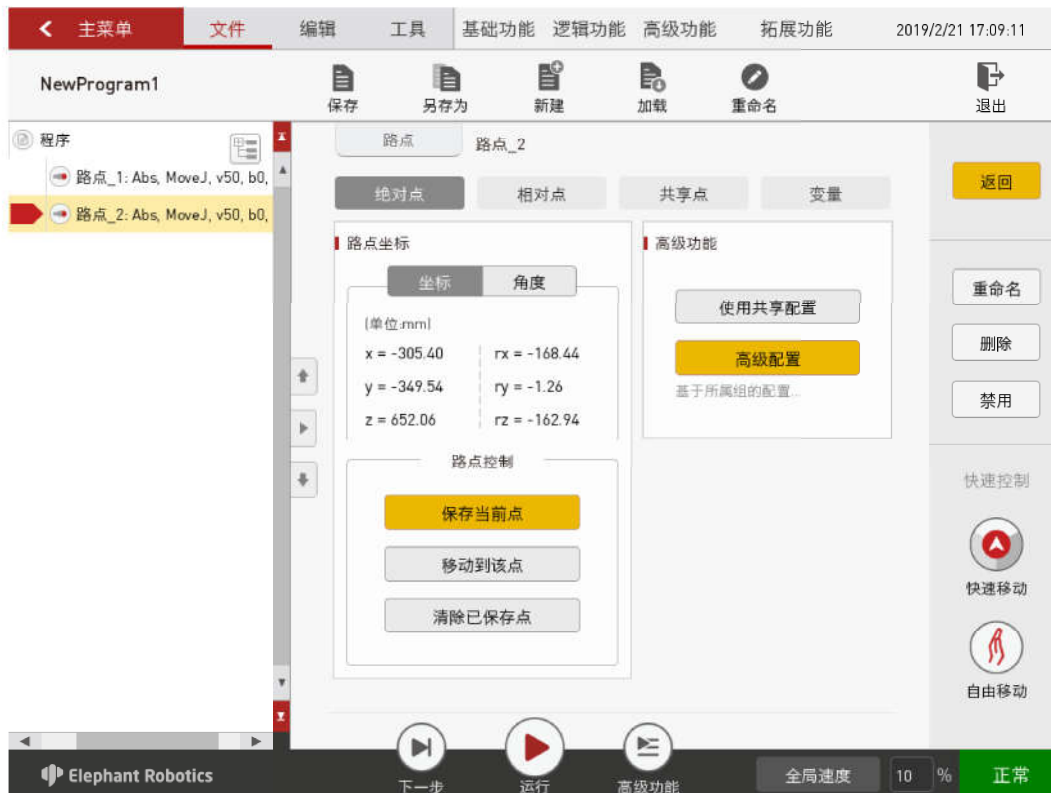 主菜单 文件 编辑 工具 基础功能 逻辑功能 高级功能 拓展功能 2019/2/21 17:09:11
NewProgram1 保存 另存为 新建 加载 重命名 退出
程序
路点_1: Abs, MoveJ, v50, b0,
路点_2: Abs, MoveJ, v50, b0,
路点 路点_2
绝对点 相对点 共享点 变量
路点坐标
坐标 角度
(单位:mm)
x = -305.40 rx = -168.44
y = -349.54 ry = -1.26
z = 652.06 rz = -162.94
路点控制
保存当前点
移动到该点
清除已保存点
高级功能
使用共享配置
高级配置
基于所属组的配置...
返回
重命名
删除
禁用
快速控制
快速移动
自由移动
Elephant Robotics 下一步 运行 高级功能 全局速度 10 % 正常